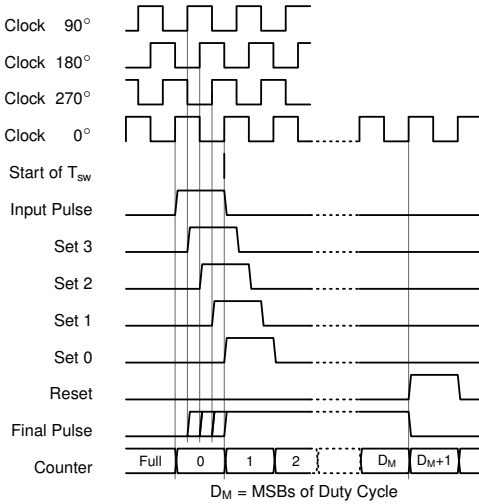 Clock 90°
Clock 180°
Clock 270°
Clock 0°
Start of Tsw
Input Pulse
Set 3
Set 2
Set 1
Set 0
Reset
Final Pulse
Counter Full 0 1 2 DM DM+1
DM = MSBs of Duty Cycle